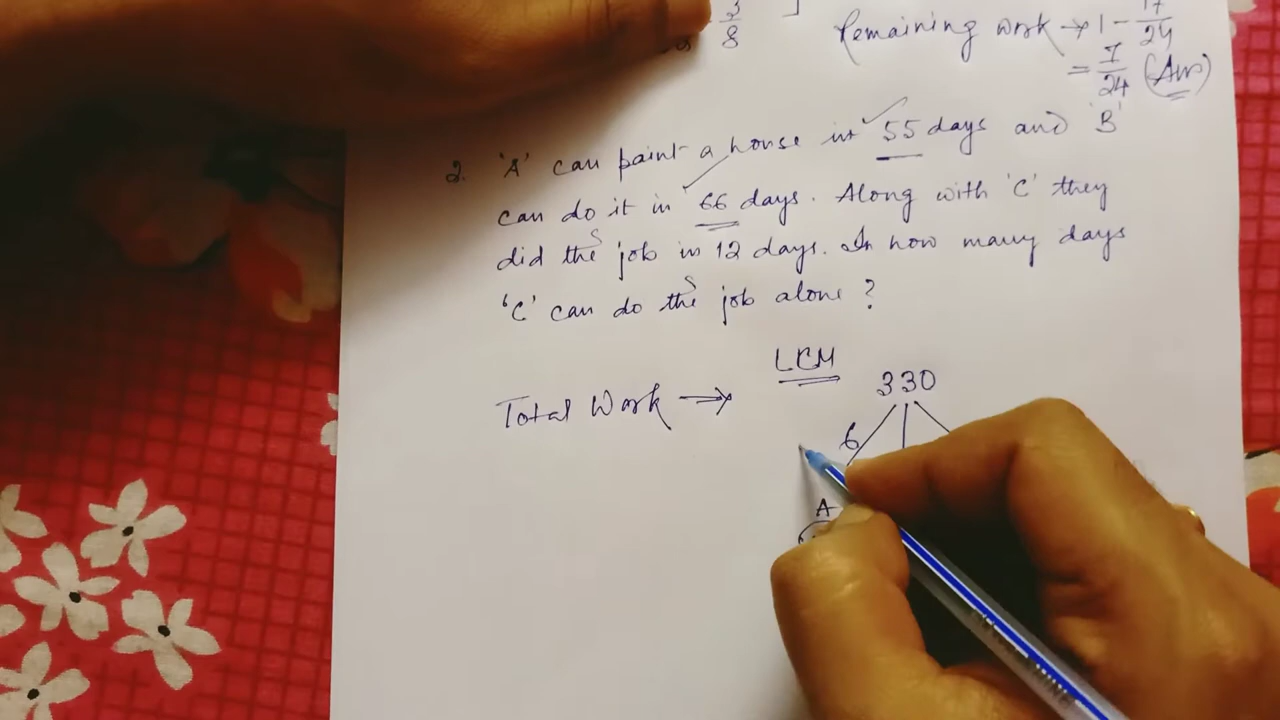 3/8
Remaining work → 1 - 17/24
= 7/24 (Ans)
2. 'A' can paint a house in 55 days and 'B'
can do it in 66 days. Along with 'C' they
did the job in 12 days. In how many days
'C' can do the job alone?
LCM
Total Work → 330
6
A